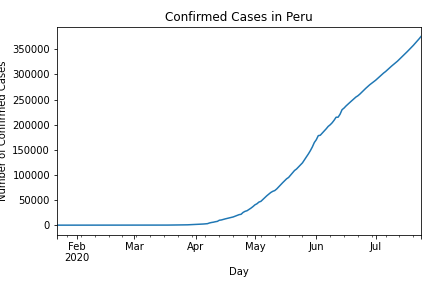 Confirmed Cases in Peru
Number of Confirmed Cases
350000
300000
250000
200000
150000
100000
50000
0
Feb Mar Apr May Jun Jul
2020
Day